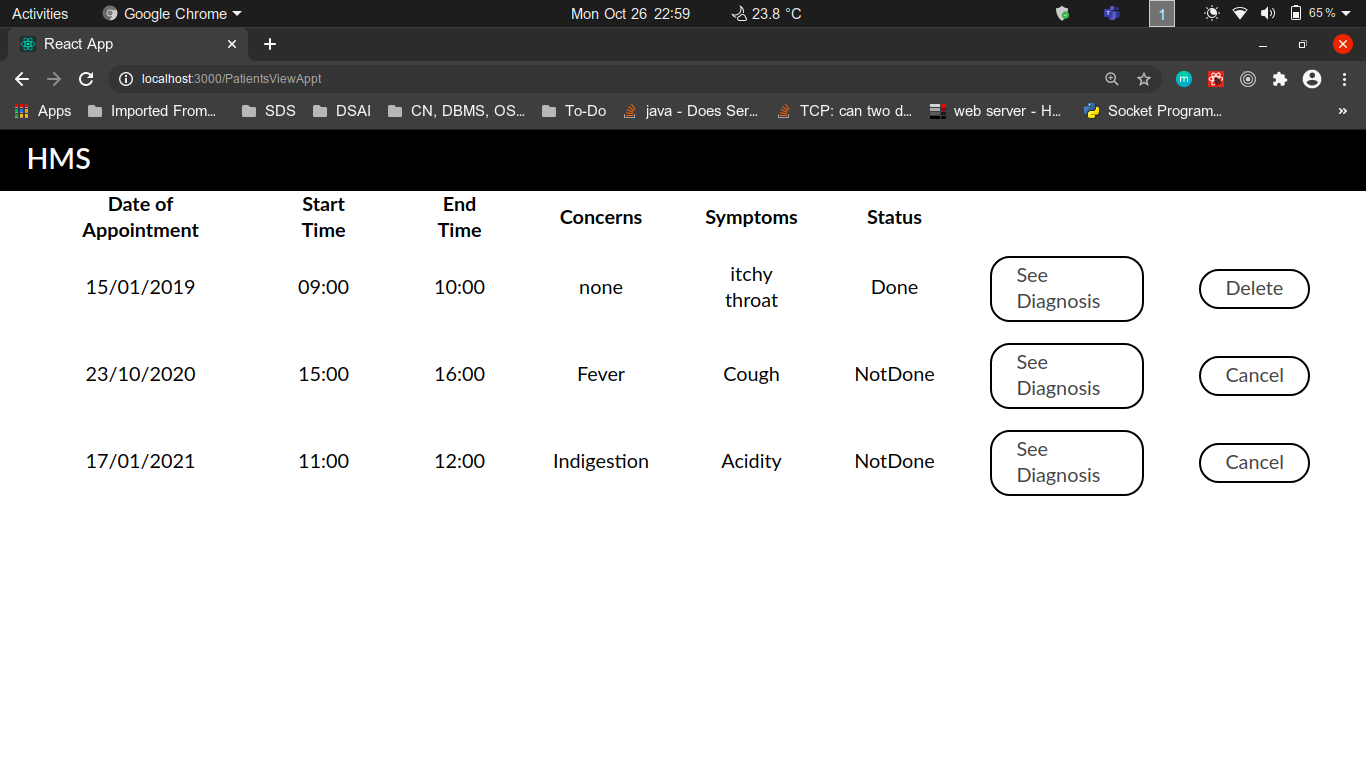 Activities Google Chrome Mon Oct 26 22:59 23.8 °C 1 65 %
React App
localhost:3000/PatientsViewAppt m
Apps Imported From... SDS DSAI CN, DBMS, OS... To-Do java - Does Ser... TCP: can two d... web server - H... Socket Program... »
HMS
Date of Appointment Start Time End Time Concerns Symptoms Status
15/01/2019 09:00 10:00 none itchy throat Done See Diagnosis Delete
23/10/2020 15:00 16:00 Fever Cough NotDone See Diagnosis Cancel
17/01/2021 11:00 12:00 Indigestion Acidity NotDone See Diagnosis Cancel